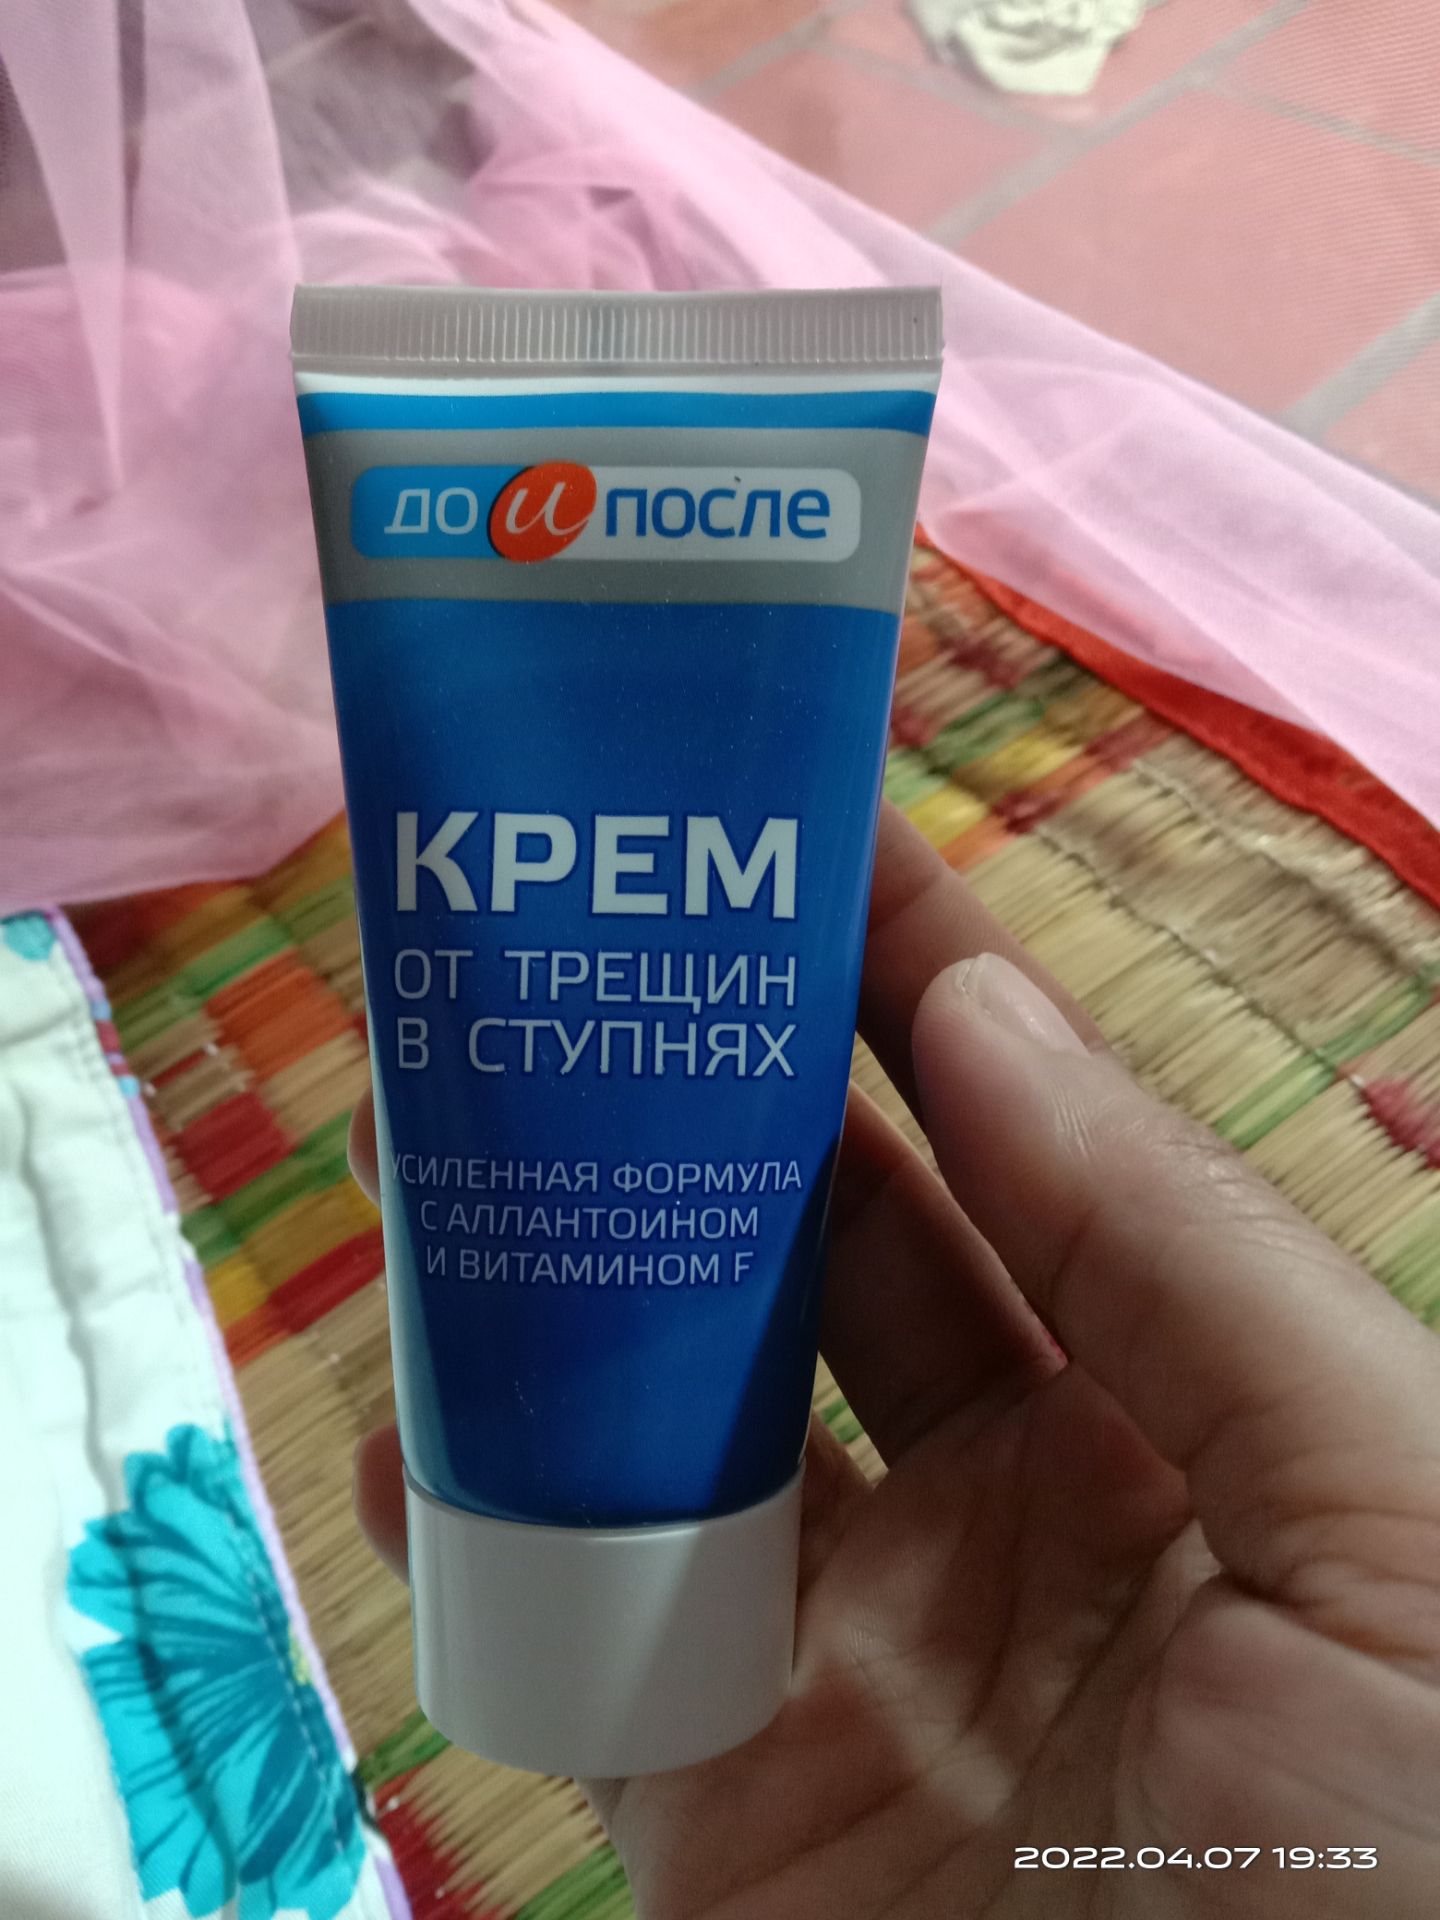 до и после
КРЕМ
ОТ ТРЕЩИН
В СТУПНЯХ
УСИЛЕННАЯ ФОРМУЛА
С АЛЛАНТОИНОМ
И ВИТАМИНОМ F
2022.04.07 19:33